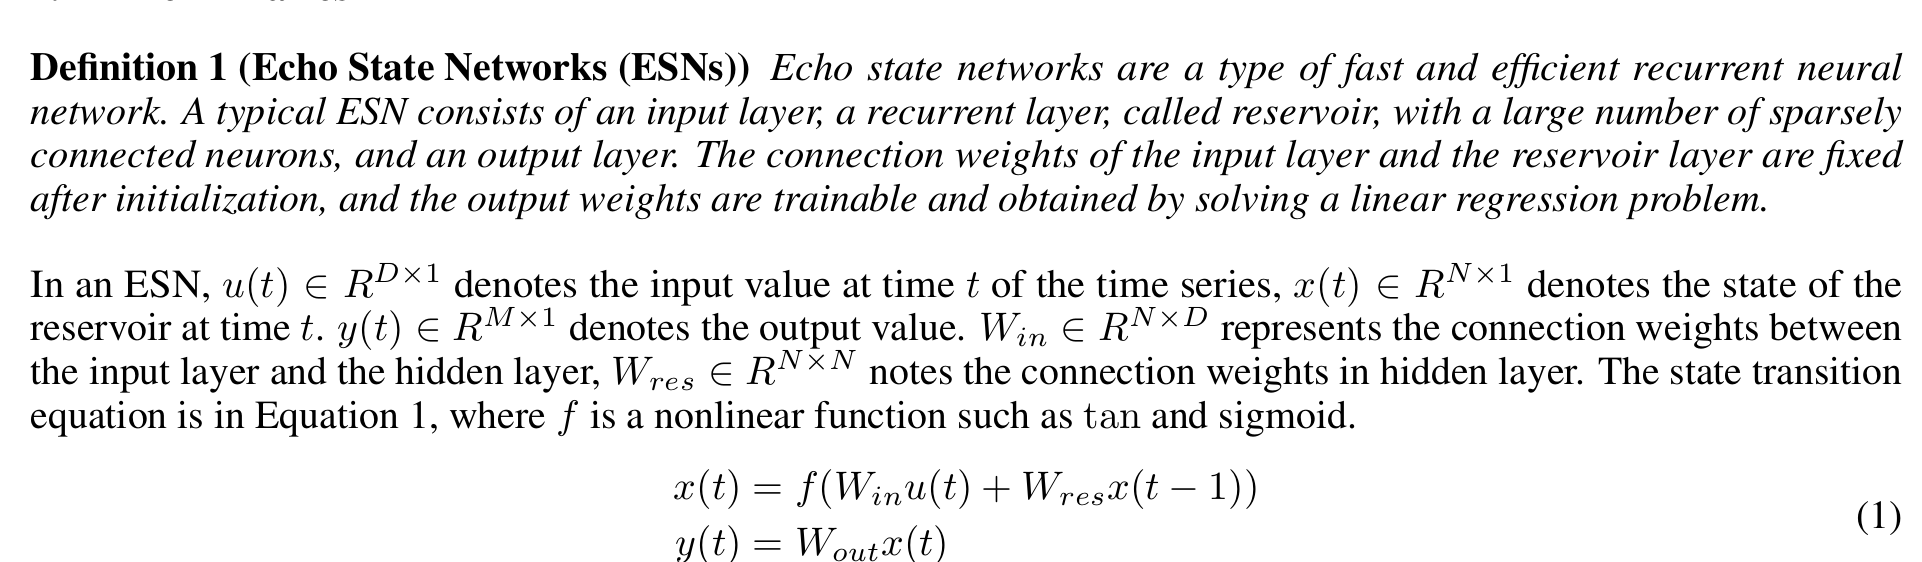 Definition 1 (Echo State Networks (ESNs)) Echo state networks are a type of fast and efficient recurrent neural
network. A typical ESN consists of an input layer, a recurrent layer, called reservoir, with a large number of sparsely
connected neurons, and an output layer. The connection weights of the input layer and the reservoir layer are fixed
after initialization, and the output weights are trainable and obtained by solving a linear regression problem.
In an ESN, $u(t) \in R^{D \times 1}$ denotes the input value at time $t$ of the time series, $x(t) \in R^{N \times 1}$ denotes the state of the
reservoir at time $t$. $y(t) \in R^{M \times 1}$ denotes the output value. $W_{in} \in R^{N \times D}$ represents the connection weights between
the input layer and the hidden layer, $W_{res} \in R^{N \times N}$ notes the connection weights in hidden layer. The state transition
equation is in Equation 1, where $f$ is a nonlinear function such as tan and sigmoid.
$x(t) = f(W_{in}u(t) + W_{res}x(t-1))$
(1)
$y(t) = W_{out}x(t)$